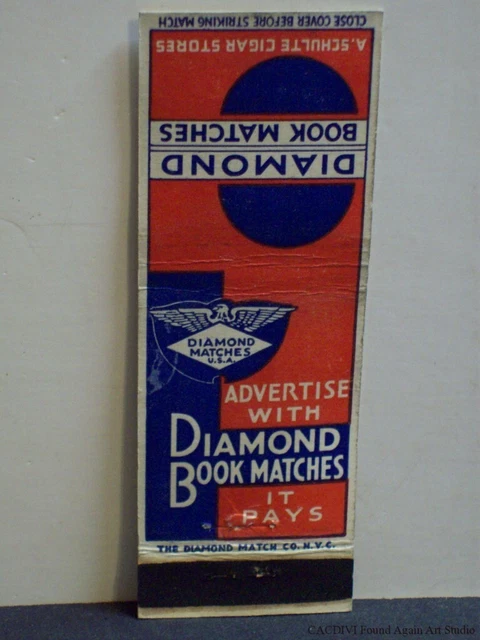 CLOSE COVER BEFORE STRIKING MATCH
A. SCHULTE CIGAR STORES
BOOK MATCHES
DIAMOND
DIAMOND
MATCHES
U.S.A.
ADVERTISE
WITH
DIAMOND
BOOK MATCHES
IT
PAYS
THE DIAMOND MATCH CO. N.Y.C.
©ACDIVI Found Again Art Studio